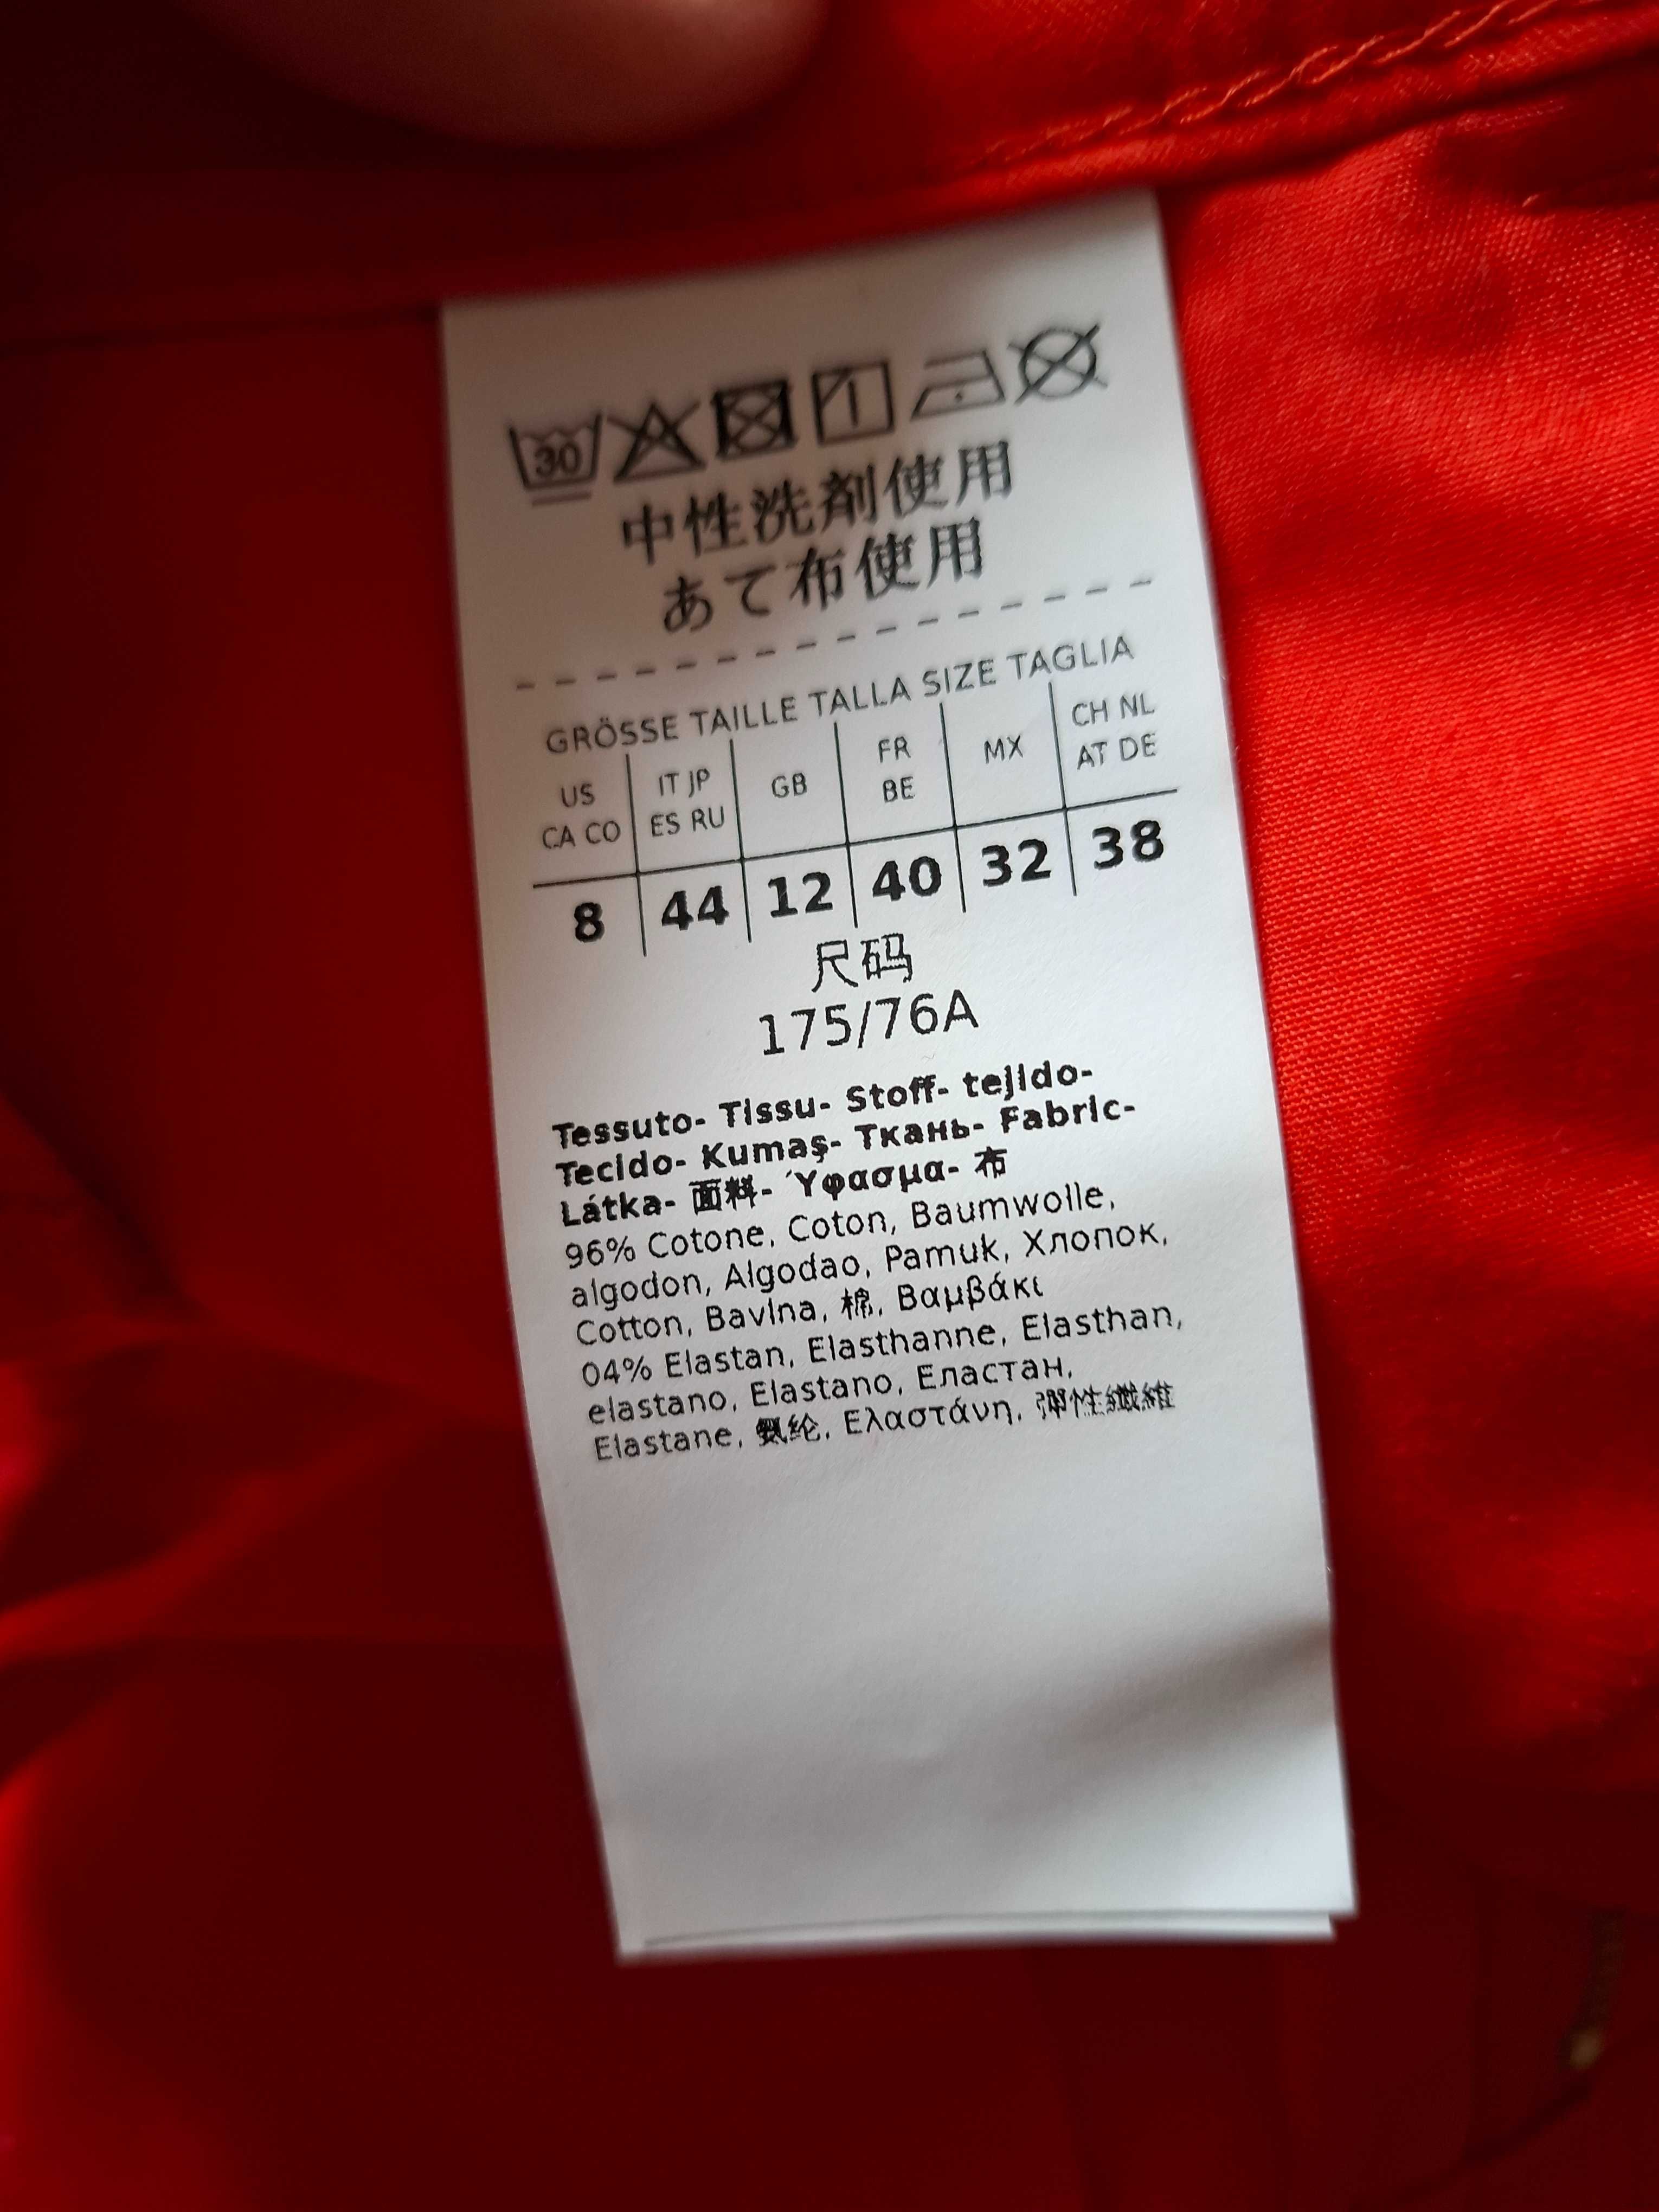 30
中性洗剤使用
あて布使用
GRÖSSE TAILLE TALLA SIZE TAGLIA
US CA CO | IT JP ES RU | GB | FR BE | MX | CH NL AT DE
8 | 44 | 12 | 40 | 32 | 38
尺码
175/76A
Tessuto- Tissu- Stoff- tejido-
Tecido- Kumaş- Ткань- Fabric-
Látka- 面料- Ύφασμα- 布
96% Cotone, Coton, Baumwolle,
algodon, Algodao, Pamuk, Хлопок,
Cotton, Bavlna, 棉, Βαμβάκι
04% Elastan, Elasthanne, Elasthan,
elastano, Elastano, Еластан,
Elastane, 氨纶, Ελαστάνη, 弾性繊維